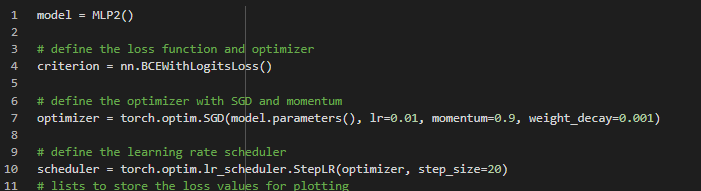 1 model = MLP2()
2
3 # define the loss function and optimizer
4 criterion = nn.BCEWithLogitsLoss()
5
6 # define the optimizer with SGD and momentum
7 optimizer = torch.optim.SGD(model.parameters(), lr=0.01, momentum=0.9, weight_decay=0.001)
8
9 # define the learning rate scheduler
10 scheduler = torch.optim.lr_scheduler.StepLR(optimizer, step_size=20)
11 # lists to store the loss values for plotting